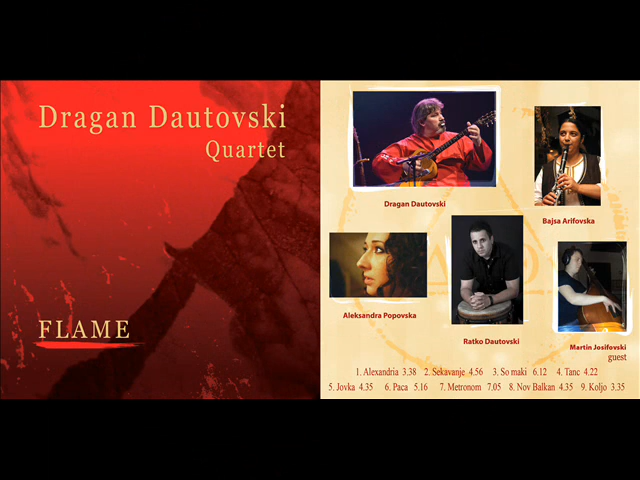 Dragan Dautovski
Quartet
FLAME
Dragan Dautovski
Bajsa Arifovska
Aleksandra Popovska
Ratko Dautovski
Martin Josifovski
guest
1. Alexandria 3.38 2. Sekavanje 4.56 3. So maki 6.12 4. Tanc 4.22
5. Jovka 4.35 6. Paca 5.16 7. Metronom 7.05 8. Nov Balkan 4.35 9. Koljo 3.35